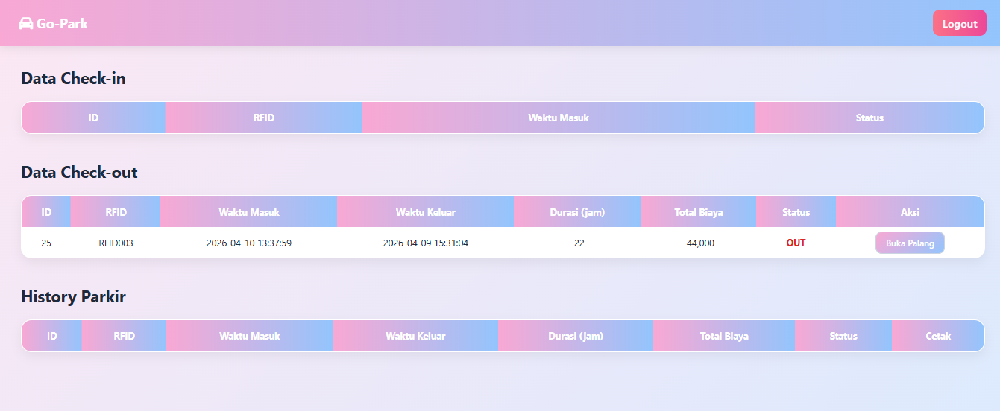 Go-Park Logout
Data Check-in
ID RFID Waktu Masuk Status
Data Check-out
ID RFID Waktu Masuk Waktu Keluar Durasi (jam) Total Biaya Status Aksi
25 RFID003 2026-04-10 13:37:59 2026-04-09 15:31:04 -22 -44,000 OUT Buka Palang
History Parkir
ID RFID Waktu Masuk Waktu Keluar Durasi (jam) Total Biaya Status Cetak